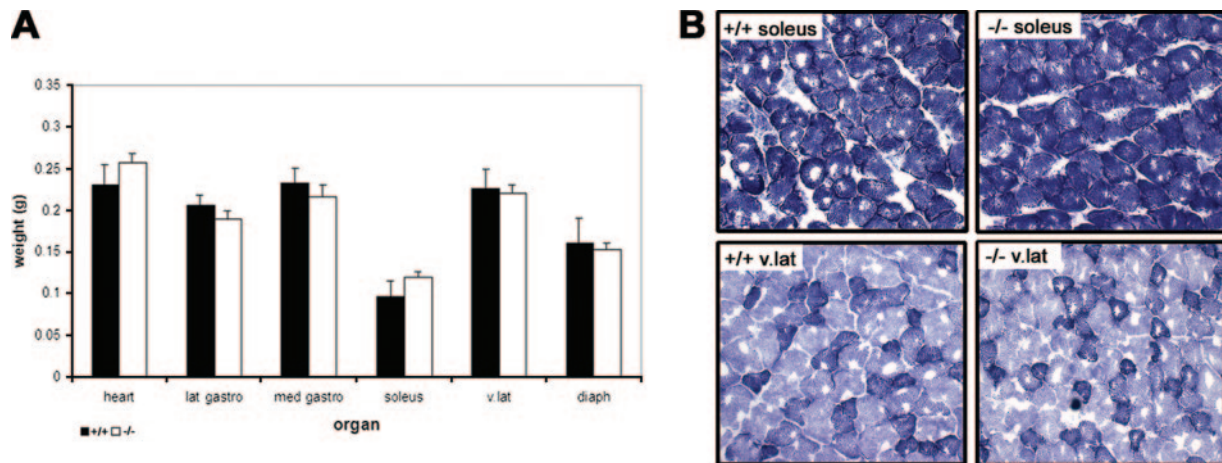 A
0.35
0.3
0.25
0.2
0.15
0.1
0.05
0
weight (g)
heart lat gastro med gastro soleus v.lat diaph
organ
+/+ -/-
B
+/+ soleus
-/- soleus
+/+ v.lat
-/- v.lat